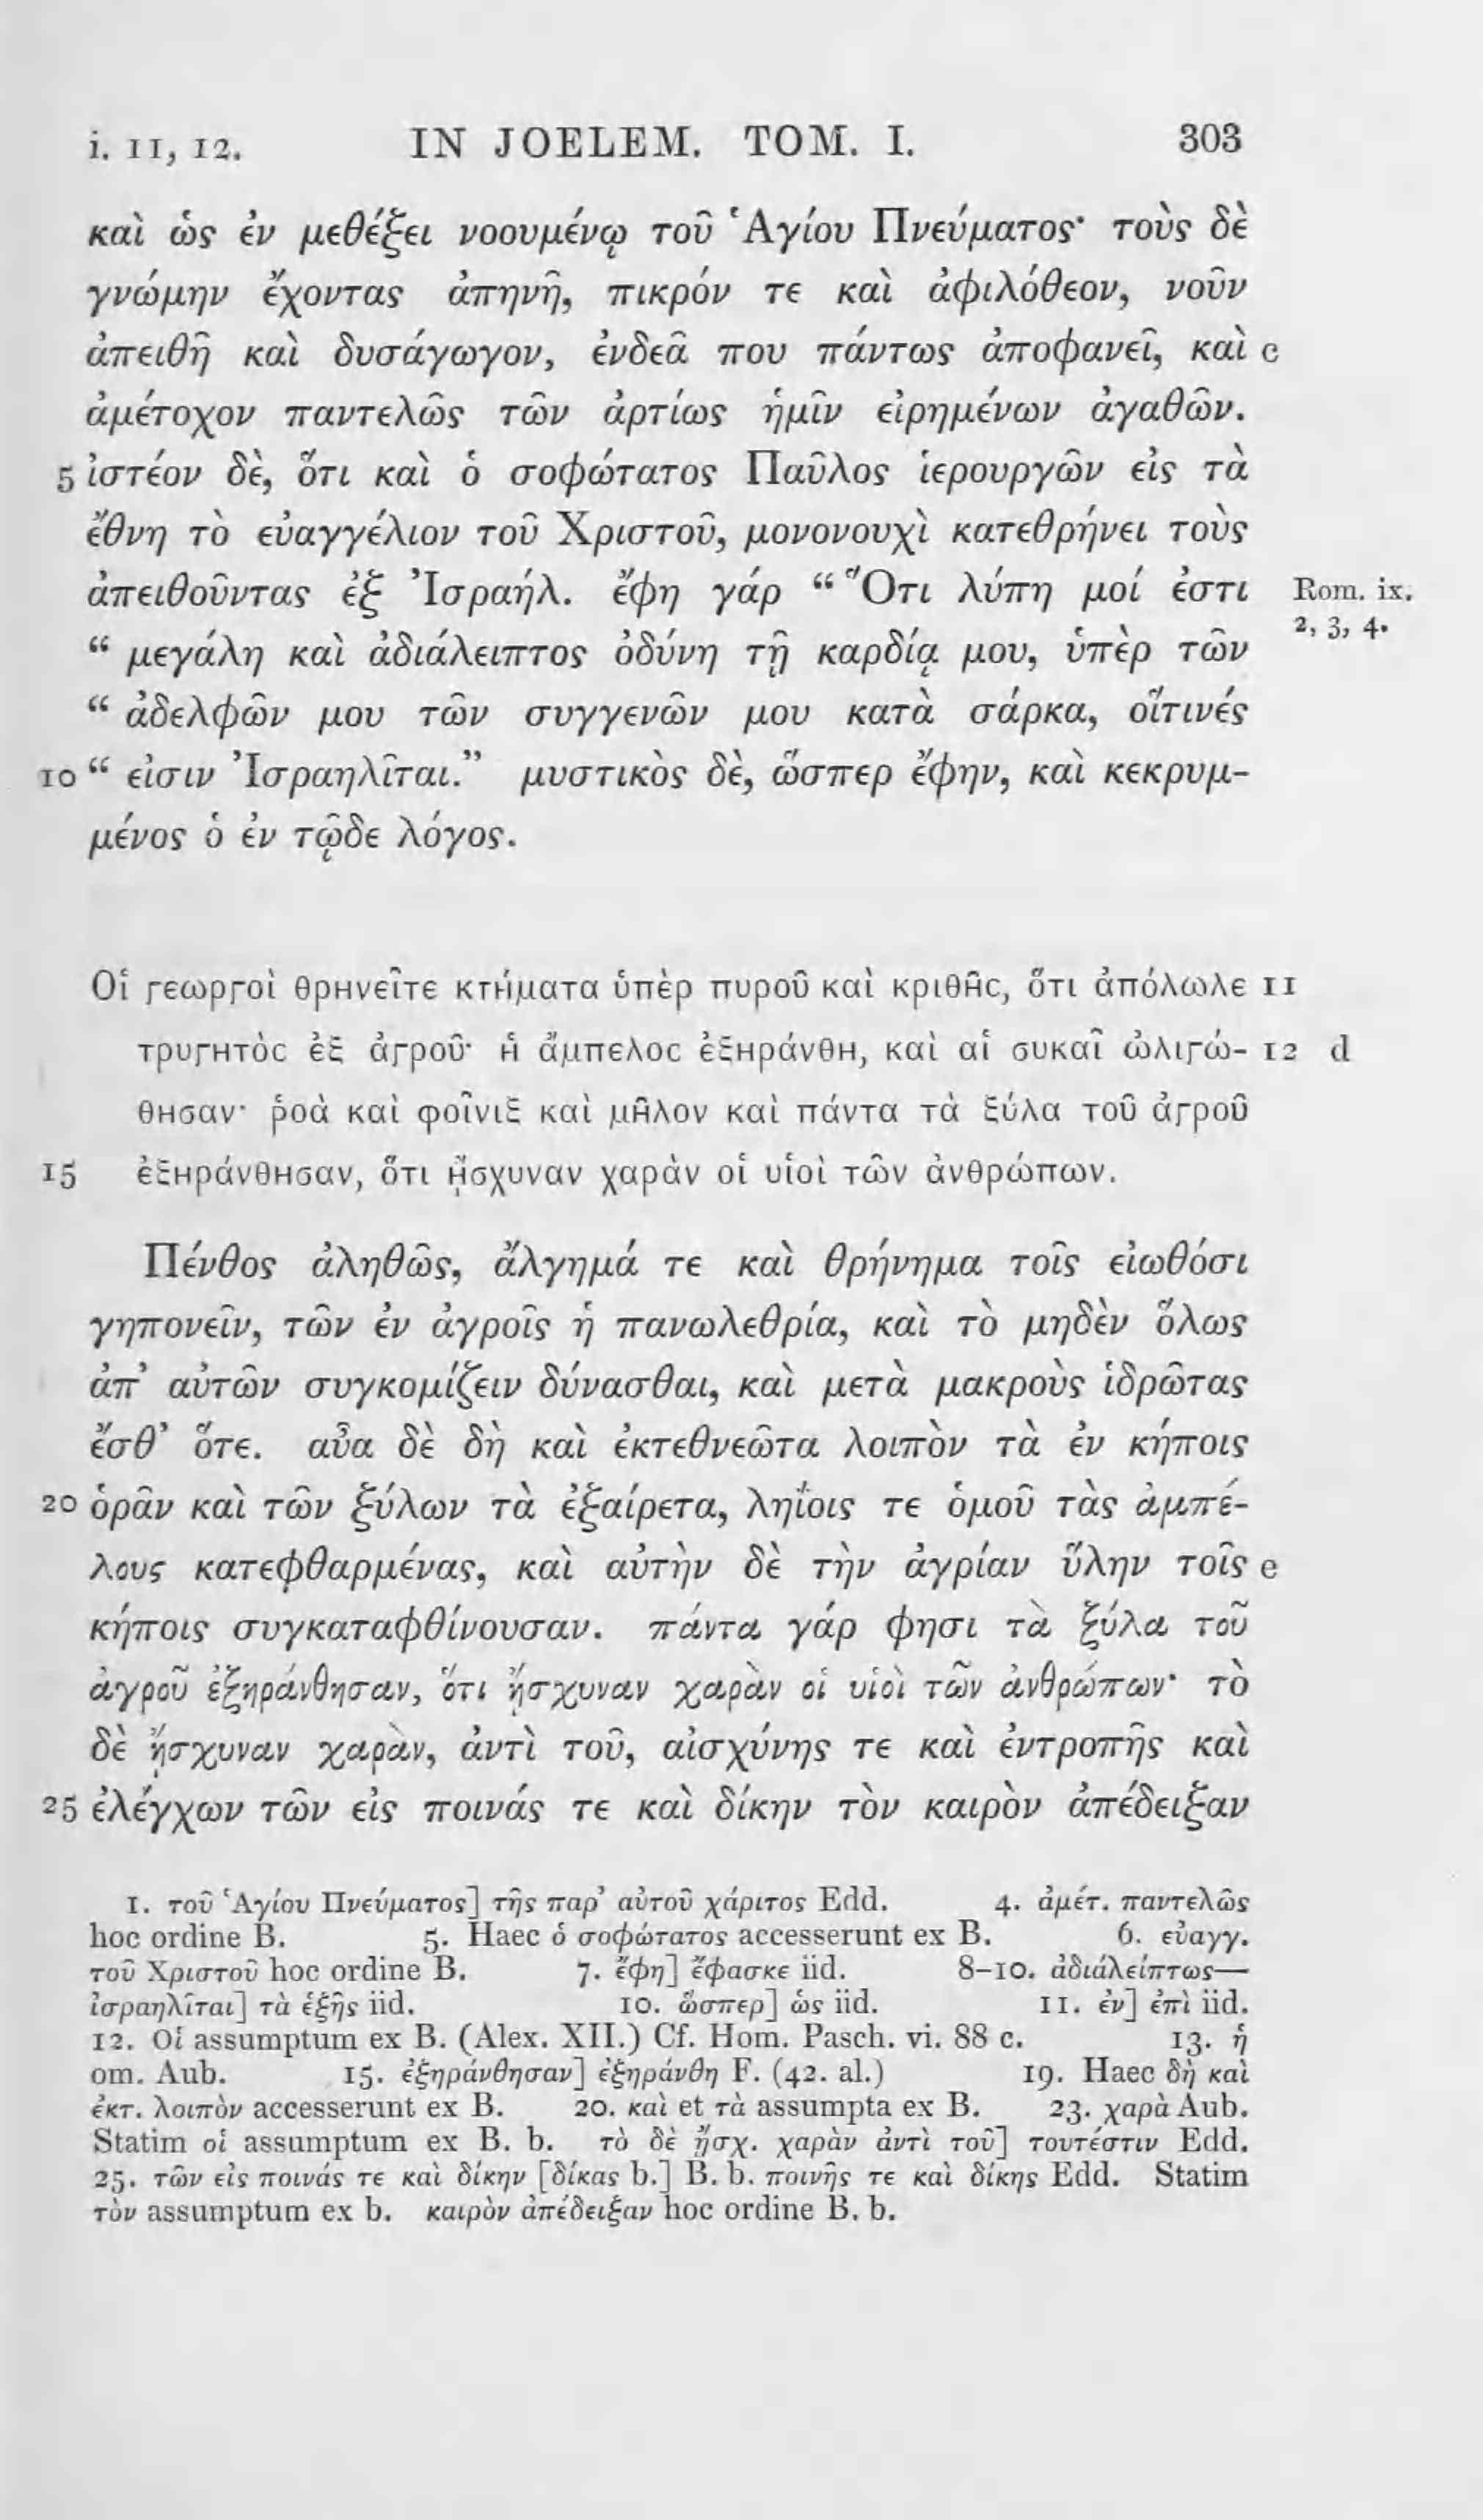 i. 11, 12. IN JOELEM. TOM. I. 303
καὶ ὡς ἐν μεθέξει νοουμένῳ τοῦ Ἁγίου Πνεύματος· τοὺς δὲ
γνώμην ἔχοντας ἀπηνῆ, πικρόν τε καὶ ἀφιλόθεον, νοῦν
ἀπειθῆ καὶ δυσάγωγον, ἐνδεᾶ που πάντως ἀποφανεῖ, καὶ c
ἀμέτοχον παντελῶς τῶν ἀρτίως ἡμῖν εἰρημένων ἀγαθῶν.
5 ἰστέον δὲ, ὅτι καὶ ὁ σοφώτατος Παῦλος ἱερουργῶν εἰς τὰ
ἔθνη τὸ εὐαγγέλιον τοῦ Χριστοῦ, μονονουχὶ κατεθρήνει τοὺς
ἀπειθοῦντας ἐξ Ἰσραήλ. ἔφη γάρ “ Ὅτι λύπη μοί ἐστι Rom. ix.
“ μεγάλη καὶ ἀδιάλειπτος ὀδύνη τῇ καρδίᾳ μου, ὑπὲρ τῶν 2, 3, 4.
“ ἀδελφῶν μου τῶν συγγενῶν μου κατὰ σάρκα, οἵτινές
10 “ εἰσιν Ἰσραηλῖται.” μυστικὸς δὲ, ὥσπερ ἔφην, καὶ κεκρυμ-
μένος ὁ ἐν τῷδε λόγος.
Οἱ γεωργοὶ θρηνεῖτε κτήματα ὑπὲρ πυροῦ καὶ κριθῆς, ὅτι ἀπόλωλε 11
τρυγητὸς ἐξ ἀγροῦ· ἡ ἄμπελος ἐξηράνθη, καὶ αἱ συκαῖ ὠλιγώ- 12 d
θησαν· ῥοὰ καὶ φοῖνιξ καὶ μῆλον καὶ πάντα τὰ ξύλα τοῦ ἀγροῦ
15 ἐξηράνθησαν, ὅτι ᾔσχυναν χαρὰν οἱ υἱοὶ τῶν ἀνθρώπων.
Πένθος ἀληθῶς, ἄλγημά τε καὶ θρήνημα τοῖς εἰωθόσι
γηπονεῖν, τῶν ἐν ἀγροῖς ἡ πανωλεθρία, καὶ τὸ μηδὲν ὅλως
ἀπ’ αὐτῶν συγκομίζειν δύνασθαι, καὶ μετὰ μακροὺς ἱδρῶτας
ἔσθ’ ὅτε. αὖα δὲ δὴ καὶ ἐκτεθνεῶτα λοιπὸν τὰ ἐν κήποις
20 ὁρᾶν καὶ τῶν ξύλων τὰ ἐξαίρετα, ληΐοις τε ὁμοῦ τὰς ἀμπέ-
λους κατεφθαρμένας, καὶ αὐτὴν δὲ τὴν ἀγρίαν ὕλην τοῖς e
κήποις συγκαταφθίνουσαν. πάντα γάρ φησι τὰ ξύλα τοῦ
ἀγροῦ ἐξηράνθησαν, ὅτι ᾔσχυναν χαρὰν οἱ υἱοὶ τῶν ἀνθρώπων· τὸ
δὲ ᾔσχυναν χαρὰν, ἀντὶ τοῦ, αἰσχύνης τε καὶ ἐντροπῆς καὶ
25 ἐλέγχων τῶν εἰς ποινάς τε καὶ δίκην τὸν καιρὸν ἀπέδειξαν
1. τοῦ Ἁγίου Πνεύματος] τῆς παρ’ αὐτοῦ χάριτος Edd. 4. ἀμέτ. παντελῶς
hoc ordine B. 5. Haec ὁ σοφώτατος accesserunt ex B. 6. εὐαγγ.
τοῦ Χριστοῦ hoc ordine B. 7. ἔφη] ἔφασκε iid. 8–10. ἀδιάλείπτως—
ἰσραηλῖται] τὰ ἑξῆς iid. 10. ὥσπερ] ὡς iid. 11. ἐν] ἐπὶ iid.
12. Οἱ assumptum ex B. (Alex. XII.) Cf. Hom. Pasch. vi. 88 c. 13. ἡ
om. Aub. 15. ἐξηράνθησαν] ἐξηράνθη F. (42. al.) 19. Haec δὴ καὶ
ἐκτ. λοιπὸν accesserunt ex B. 20. καὶ et τὰ assumpta ex B. 23. χαρὰ Aub.
Statim οἱ assumptum ex B. b. τὸ δὲ ᾔσχ. χαρὰν ἀντὶ τοῦ] τουτέστιν Edd.
25. τῶν εἰς ποινάς τε καὶ δίκην [δίκας b.] B. b. ποινῆς τε καὶ δίκης Edd. Statim
τὸν assumptum ex b. καιρὸν ἀπέδειξαν hoc ordine B. b.